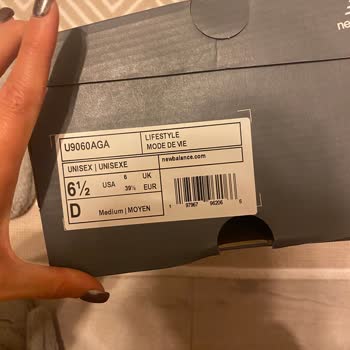 U9060AGA
LIFESTYLE
MODE DE VIE
UNISEX | UNISEXE
newbalance.com
6½ USA 6 UK
39½ EUR
D Medium | MOYEN